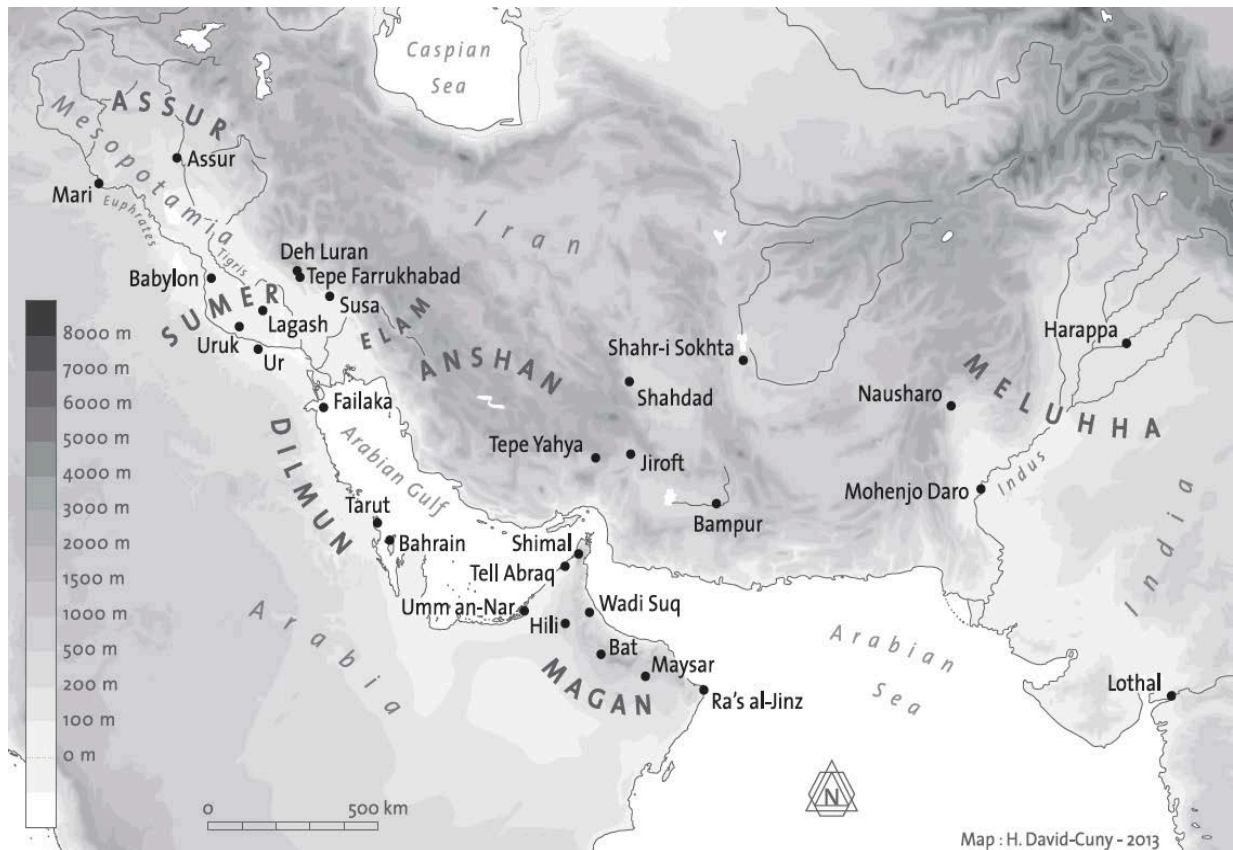 Caspian
Sea
ASSUR
Mesopotamia
Assur
Mari
Euphrates
Iran
Tigris
Deh Luran
Tepe Farrukhabad
Babylon
SUMER
Susa
Lagash
ELAM
Uruk
Ur
ANSHAN
Shahr-i Sokhta
Shahdad
Harappa
Nausharo
MELUHHA
Failaka
DILMUN
Arabian Gulf
Tepe Yahya
Jiroft
Bampur
Mohenjo Daro
Indus
India
Tarut
Bahrain
Shimal
Tell Abraq
Umm an-Nar
Wadi Suq
Hili
Bat
Maysar
MAGAN
Ra's al-Jinz
Arabia
Arabian
Sea
Lothal
8000 m
7000 m
6000 m
5000 m
4000 m
3000 m
2000 m
1500 m
1000 m
500 m
200 m
100 m
0 m
0 500 km
N
Map : H. David-Cuny - 2013